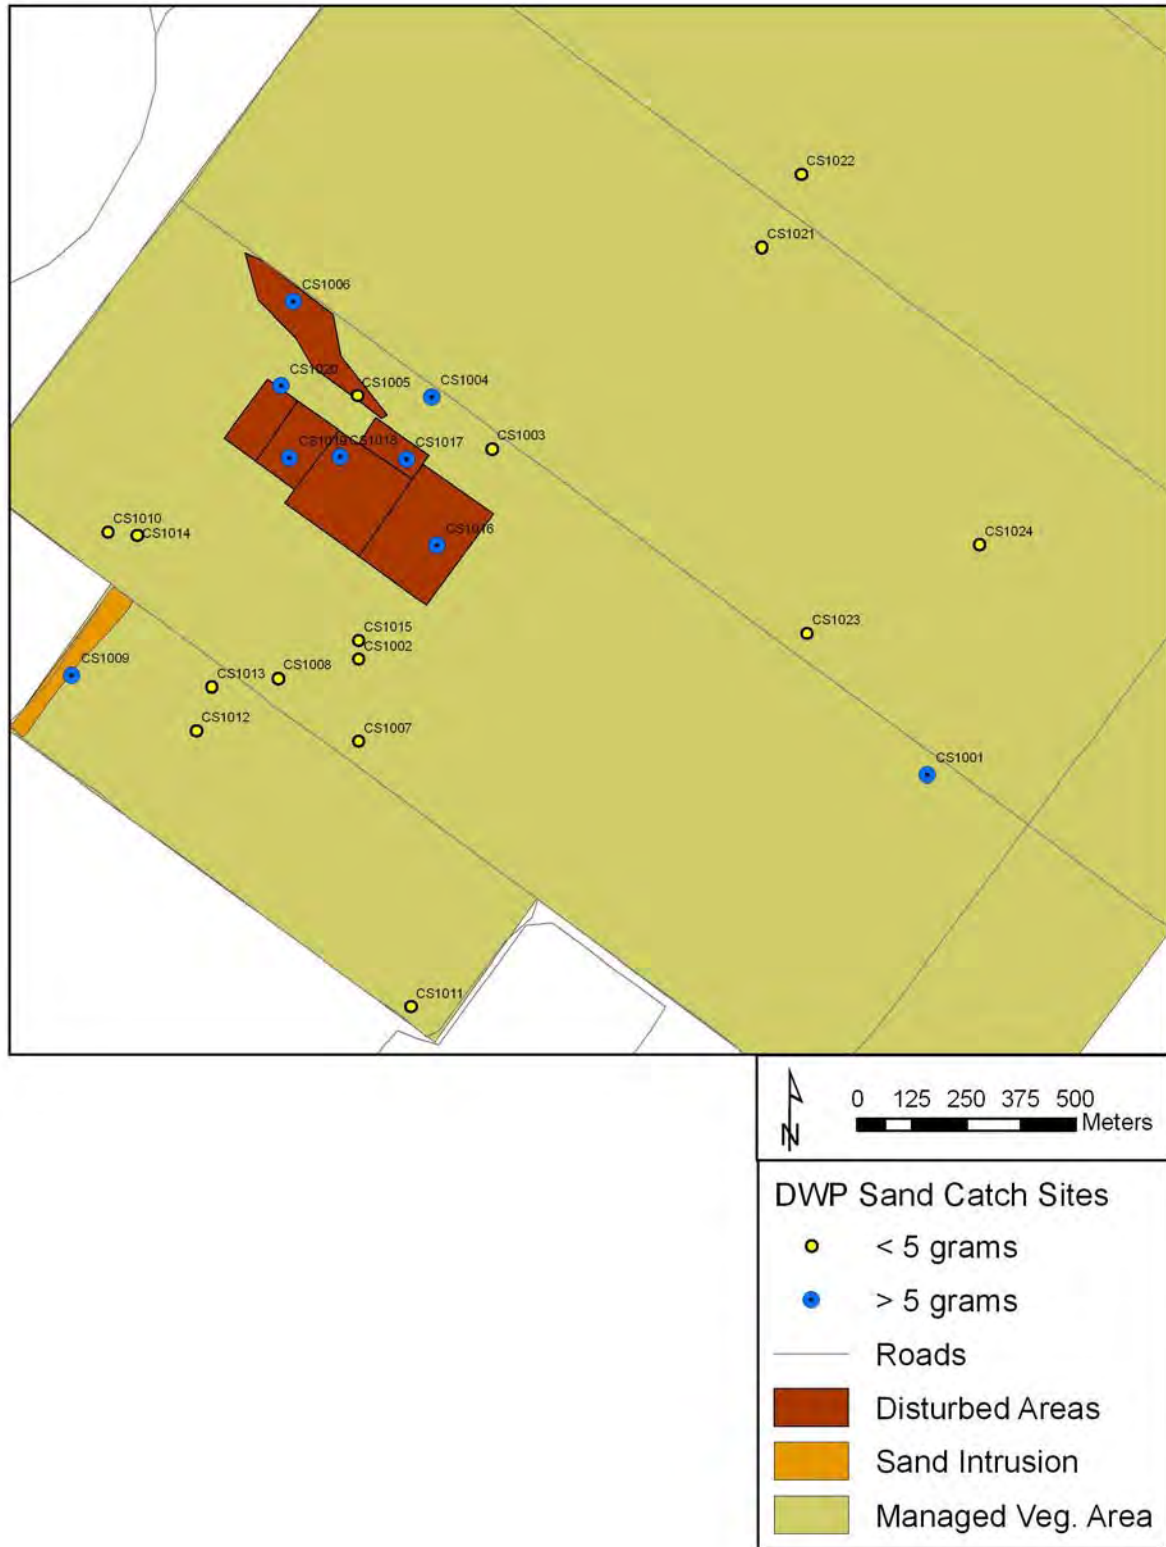 CS1022
CS1021
CS1006
CS1020
CS1005
CS1004
CS1003
CS1019
CS1018
CS1017
CS1010
CS1014
CS1016
CS1024
CS1015
CS1002
CS1023
CS1009
CS1013
CS1008
CS1012
CS1007
CS1001
CS1011
N
0 125 250 375 500
Meters
DWP Sand Catch Sites
< 5 grams
> 5 grams
Roads
Disturbed Areas
Sand Intrusion
Managed Veg. Area